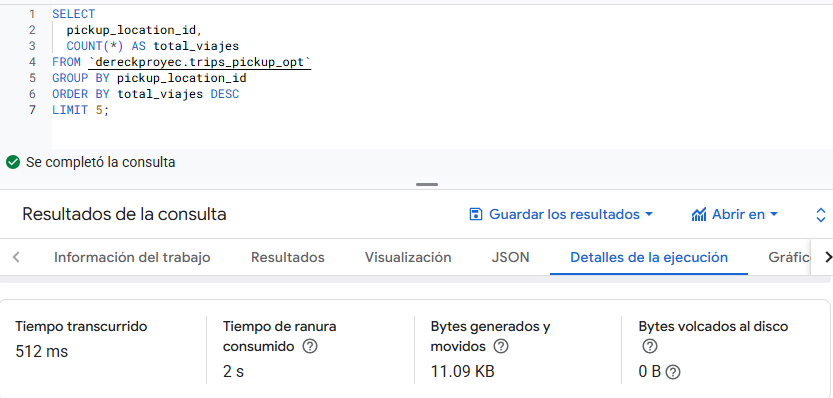 1 SELECT
2 pickup_location_id,
3 COUNT(*) AS total_viajes
4 FROM `dereckproyec.trips_pickup_opt`
5 GROUP BY pickup_location_id
6 ORDER BY total_viajes DESC
7 LIMIT 5;
Se completó la consulta
Resultados de la consulta Guardar los resultados Abrir en
Información del trabajo Resultados Visualización JSON Detalles de la ejecución Gráfic
Tiempo transcurrido
512 ms
Tiempo de ranura
consumido ?
2 s
Bytes generados y
movidos ?
11.09 KB
Bytes volcados al disco
?
0 B ?